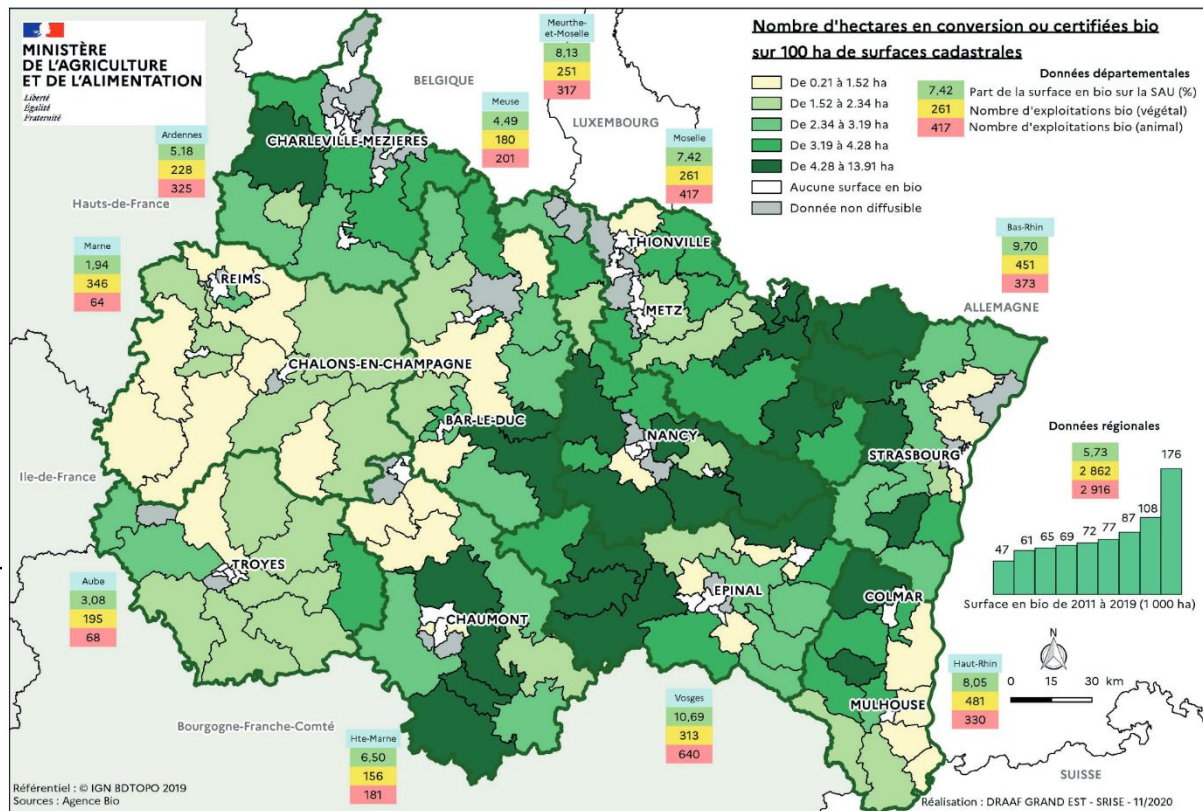 MINISTÈRE
DE L'AGRICULTURE
ET DE L'ALIMENTATION
Liberté
Égalité
Fraternité
Nombre d'hectares en conversion ou certifiées bio
sur 100 ha de surfaces cadastrales
De 0.21 à 1.52 ha
De 1.52 à 2.34 ha
De 2.34 à 3.19 ha
De 3.19 à 4.28 ha
De 4.28 à 13.91 ha
Aucune surface en bio
Donnée non diffusible
Données départementales
7,42 Part de la surface en bio sur la SAU (%)
261 Nombre d'exploitations bio (végétal)
417 Nombre d'exploitations bio (animal)
Meurthe-
et-Moselle
8,13
251
317
BELGIQUE
LUXEMBOURG
Meuse
4,49
180
201
Ardennes
5,18
228
325
Moselle
7,42
261
417
CHARLEVILLE-MEZIERES
Hauts-de-France
Marne
1,94
346
64
Bas-Rhin
9,70
451
373
ALLEMAGNE
THIONVILLE
REIMS
METZ
CHALONS-EN-CHAMPAGNE
BAR-LE-DUC
NANCY
STRASBOURG
Ile-de-France
Données régionales
5,73
2 862
2 916
47
61
65
69
72
77
87
108
176
Surface en bio de 2011 à 2019 (1 000 ha)
TROYES
Aube
3,08
195
68
CHAUMONT
EPINAL
COLMAR
MULHOUSE
Haut-Rhin
8,05
481
330
N
0 15 30 km
Bourgogne-Franche-Comté
Hte-Marne
6,50
156
181
Vosges
10,69
313
640
SUISSE
Référentiel : © IGN BDTOPO 2019
Sources : Agence Bio
Réalisation : DRAAF GRAND EST - SRISE - 11/2020